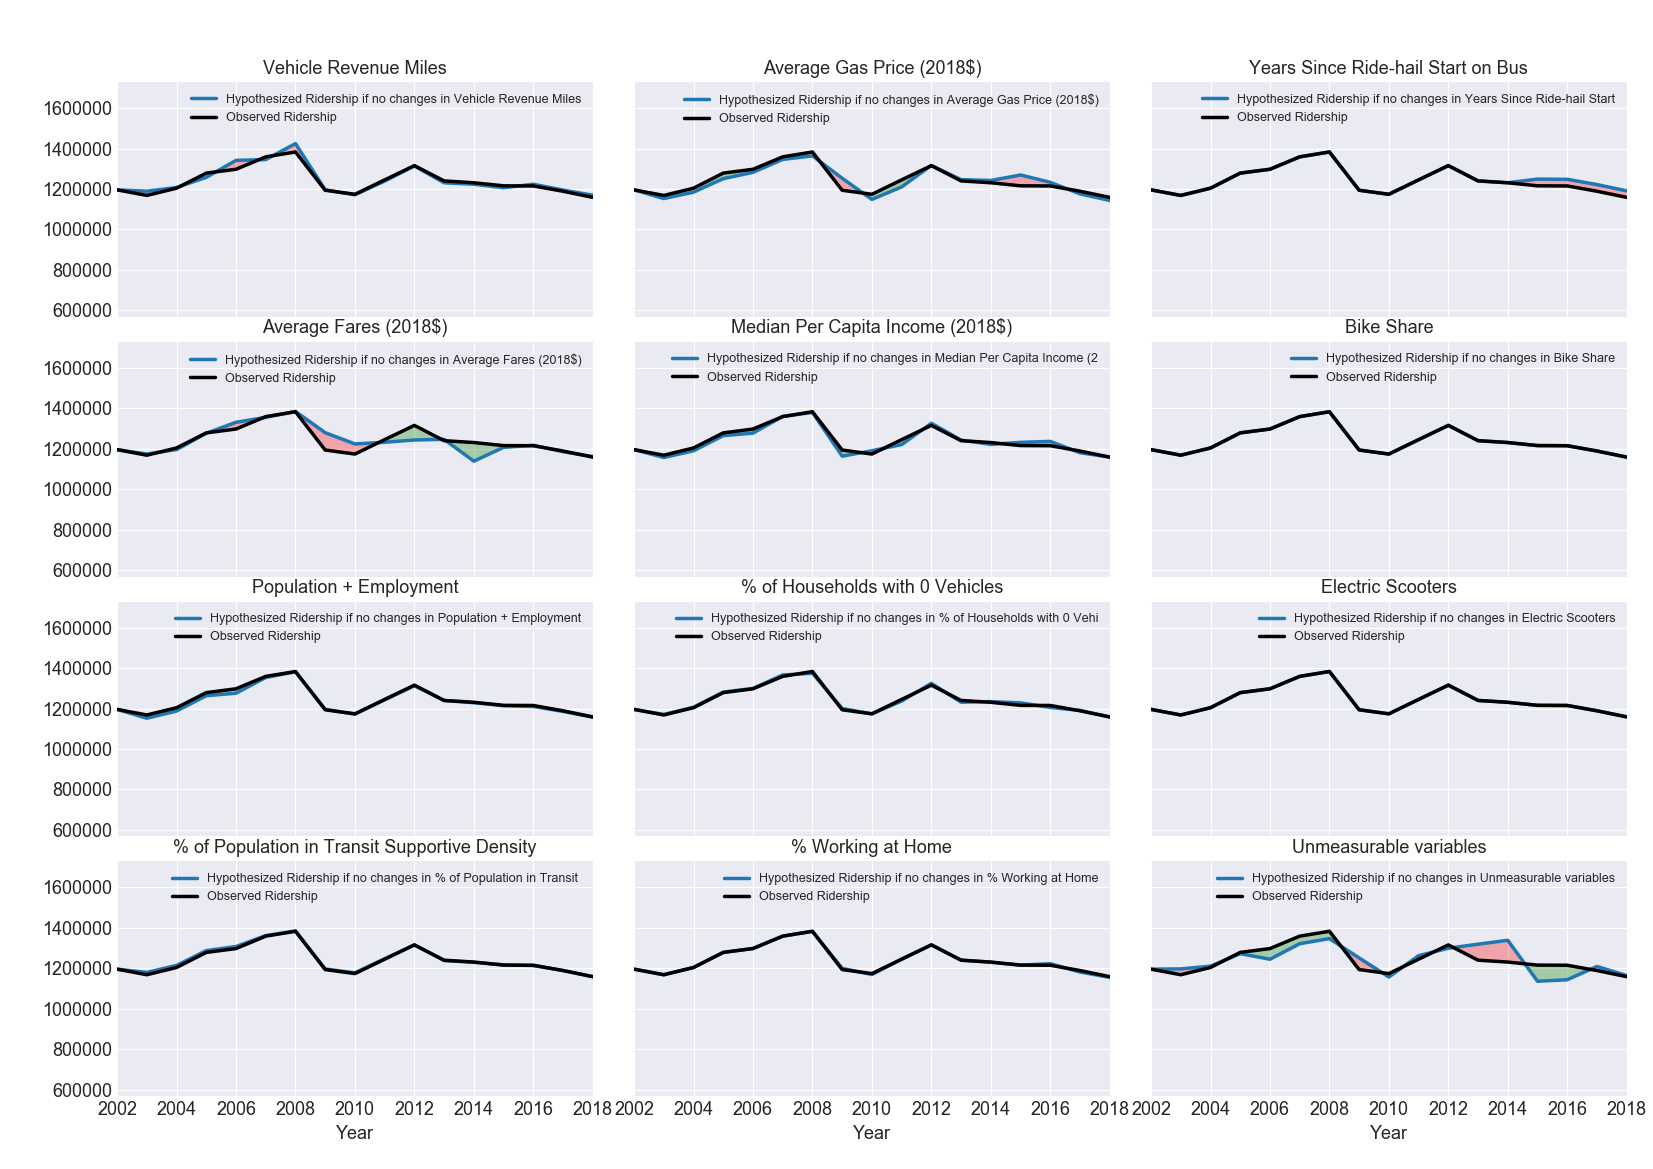 Vehicle Revenue Miles
Hypothesized Ridership if no changes in Vehicle Revenue Miles
Observed Ridership
1600000
1400000
1200000
1000000
800000
600000
Average Gas Price (2018$)
Hypothesized Ridership if no changes in Average Gas Price (2018$)
Observed Ridership
Years Since Ride-hail Start on Bus
Hypothesized Ridership if no changes in Years Since Ride-hail Start
Observed Ridership
Average Fares (2018$)
Hypothesized Ridership if no changes in Average Fares (2018$)
Observed Ridership
1600000
1400000
1200000
1000000
800000
600000
Median Per Capita Income (2018$)
Hypothesized Ridership if no changes in Median Per Capita Income (2
Observed Ridership
Bike Share
Hypothesized Ridership if no changes in Bike Share
Observed Ridership
Population + Employment
Hypothesized Ridership if no changes in Population + Employment
Observed Ridership
1600000
1400000
1200000
1000000
800000
600000
% of Households with 0 Vehicles
Hypothesized Ridership if no changes in % of Households with 0 Vehi
Observed Ridership
Electric Scooters
Hypothesized Ridership if no changes in Electric Scooters
Observed Ridership
% of Population in Transit Supportive Density
Hypothesized Ridership if no changes in % of Population in Transit
Observed Ridership
1600000
1400000
1200000
1000000
800000
600000
2002 2004 2006 2008 2010 2012 2014 2016 2018
Year
% Working at Home
Hypothesized Ridership if no changes in % Working at Home
Observed Ridership
2002 2004 2006 2008 2010 2012 2014 2016 2018
Year
Unmeasurable variables
Hypothesized Ridership if no changes in Unmeasurable variables
Observed Ridership
2002 2004 2006 2008 2010 2012 2014 2016 2018
Year